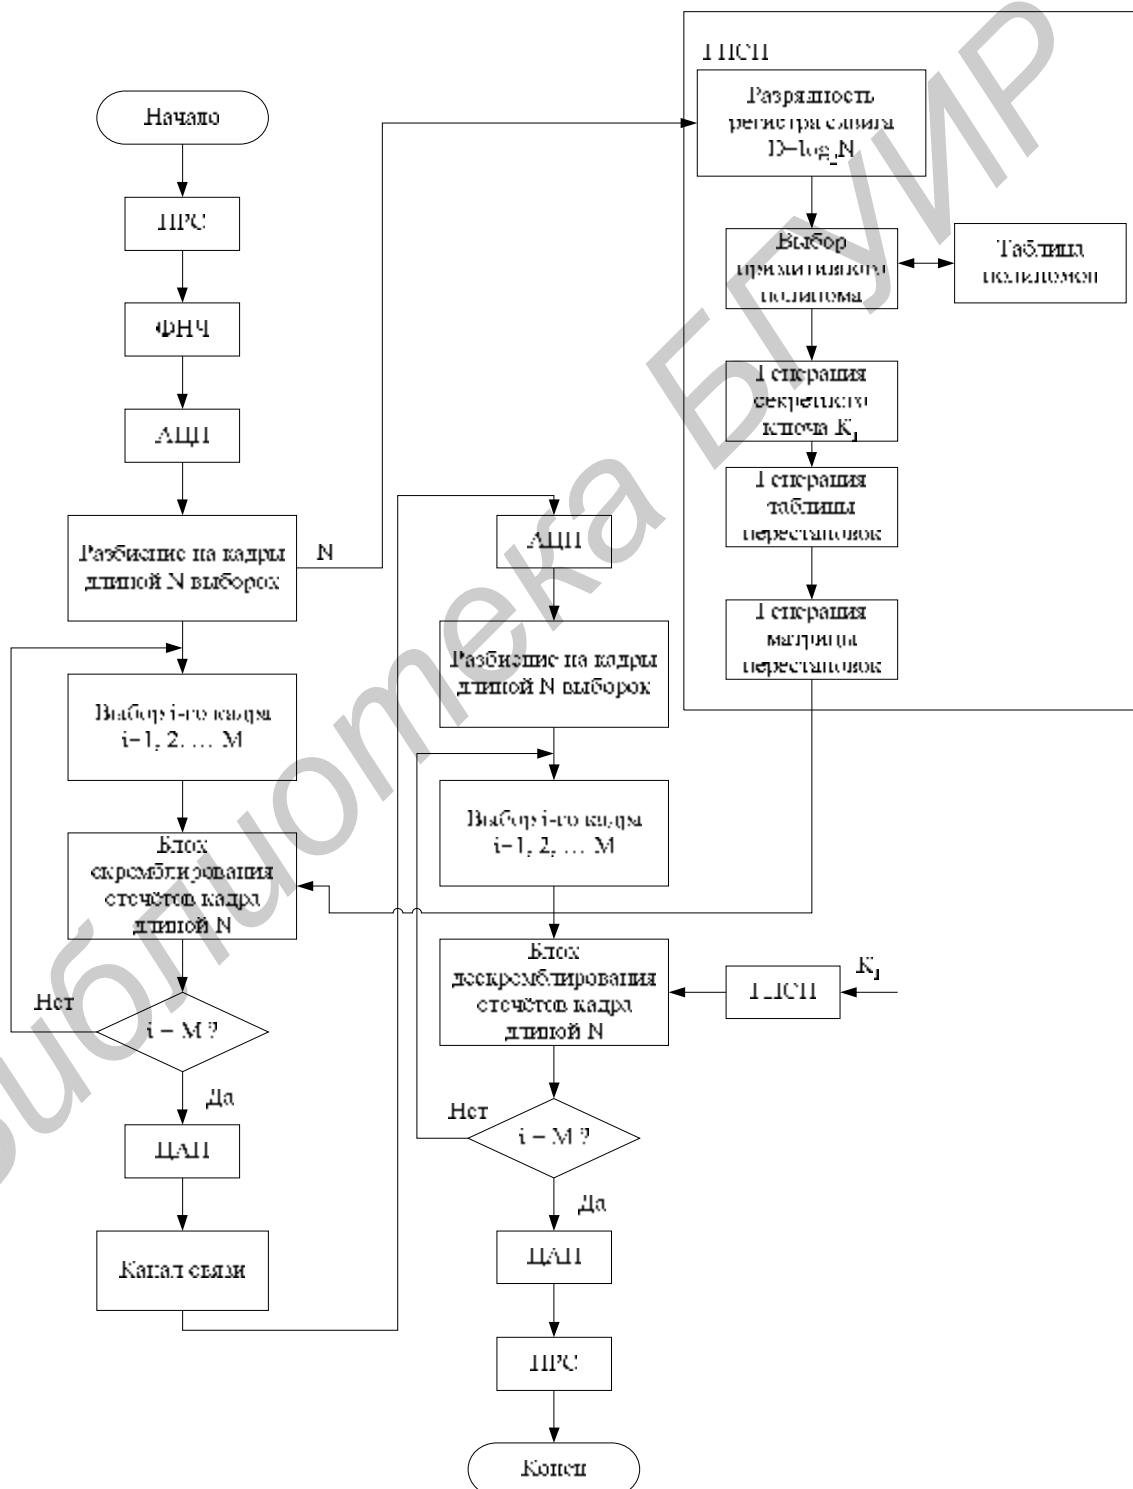 Начало
ПРС
ФНЧ
АЦП
Разбиение на кадры
длиной N выборок
N
Выбор i-го кадра
i=1, 2, … M
Блок
скремблирования
отсчётов кадра
длиной N
Нет
i = M ?
Да
ЦАП
Канал связи
АЦП
Разбиение на кадры
длиной N выборок
Выбор i-го кадра
i=1, 2, … M
Блок
дескремблирования
отсчётов кадра
длиной N
ГПСП
K₁
Нет
i = M ?
Да
ЦАП
ПРС
Конец
ГПСП
Разрядность
регистра сдвига
D=log₂N
Выбор
примитивного
полинома
Таблица
полиномов
Генерация
секретного
ключа K₁
Генерация
таблицы
перестановок
Генерация
матрицы
перестановок
Библиотека БГУИР